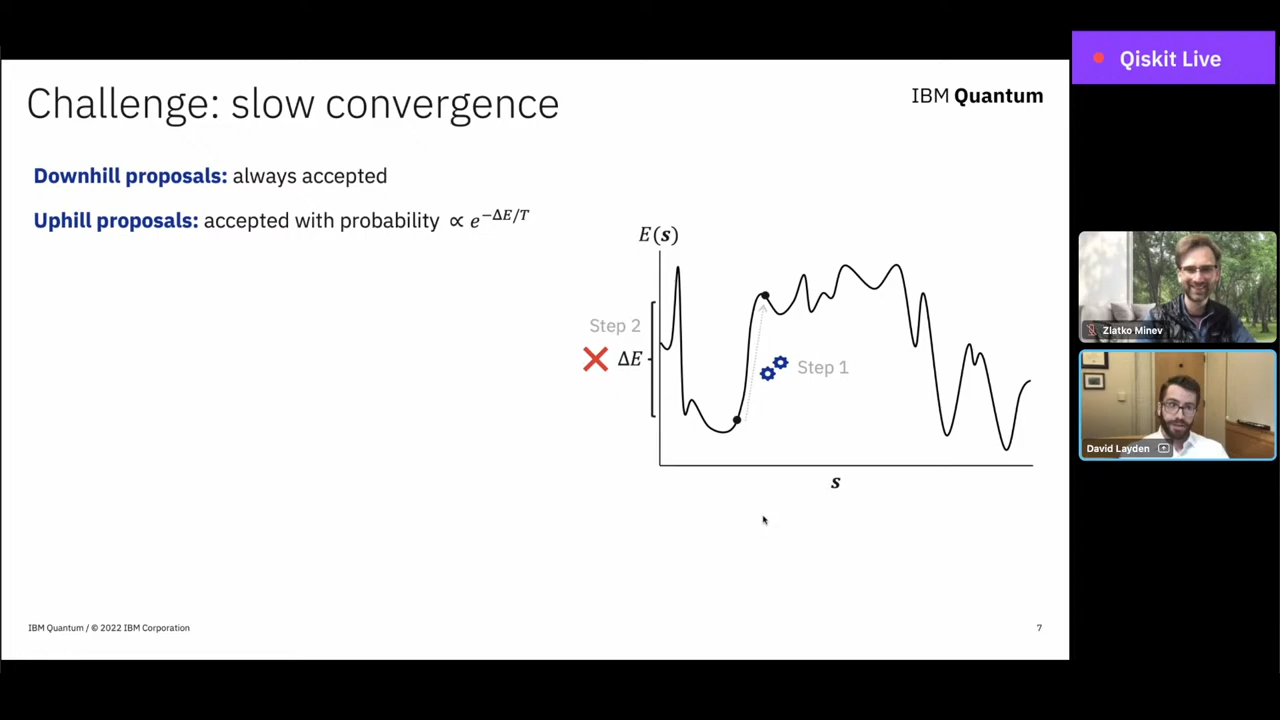 Qiskit Live
Challenge: slow convergence
IBM Quantum
Downhill proposals: always accepted
Uphill proposals: accepted with probability ∝ e^{−ΔE/T}
E(s)
Step 2
ΔE
Step 1
s
Zlatko Minev
David Layden
IBM Quantum / © 2022 IBM Corporation
7